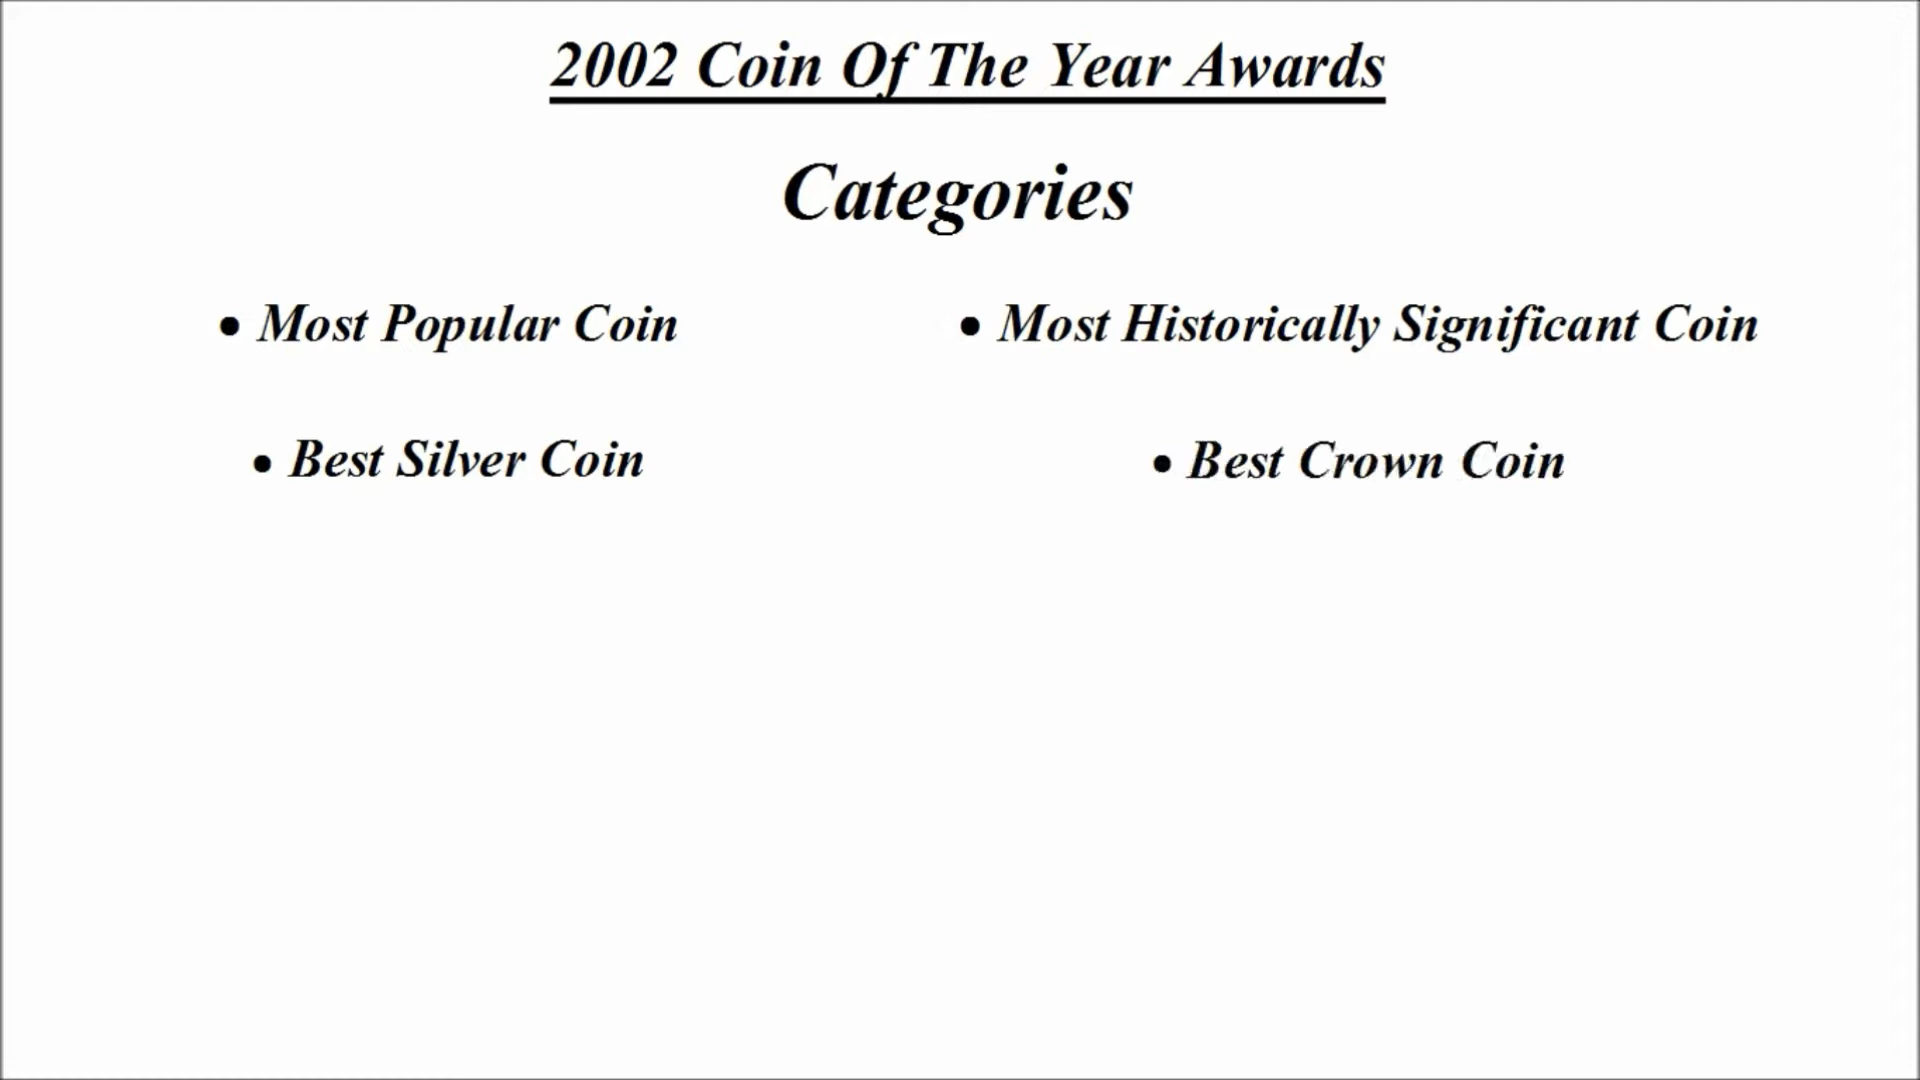 2002 Coin Of The Year Awards
Categories
• Most Popular Coin
• Most Historically Significant Coin
• Best Silver Coin
• Best Crown Coin